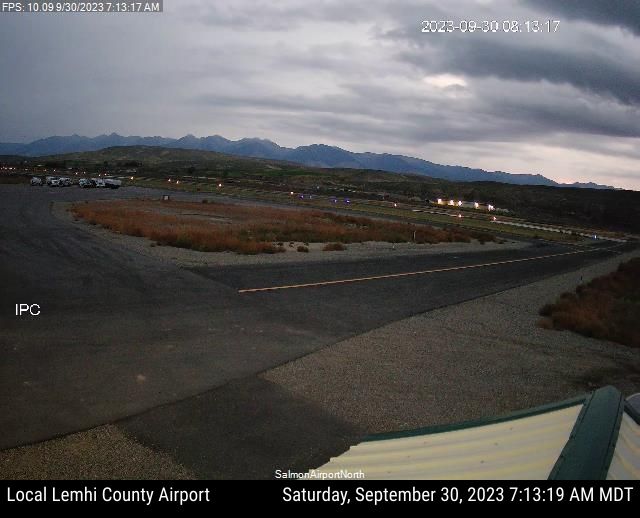 FPS: 10.09 9/30/2023 7:13:17 AM
2023-09-30 08:13:17
IPC
SalmonAirportNorth
Local Lemhi County Airport
Saturday, September 30, 2023 7:13:19 AM MDT